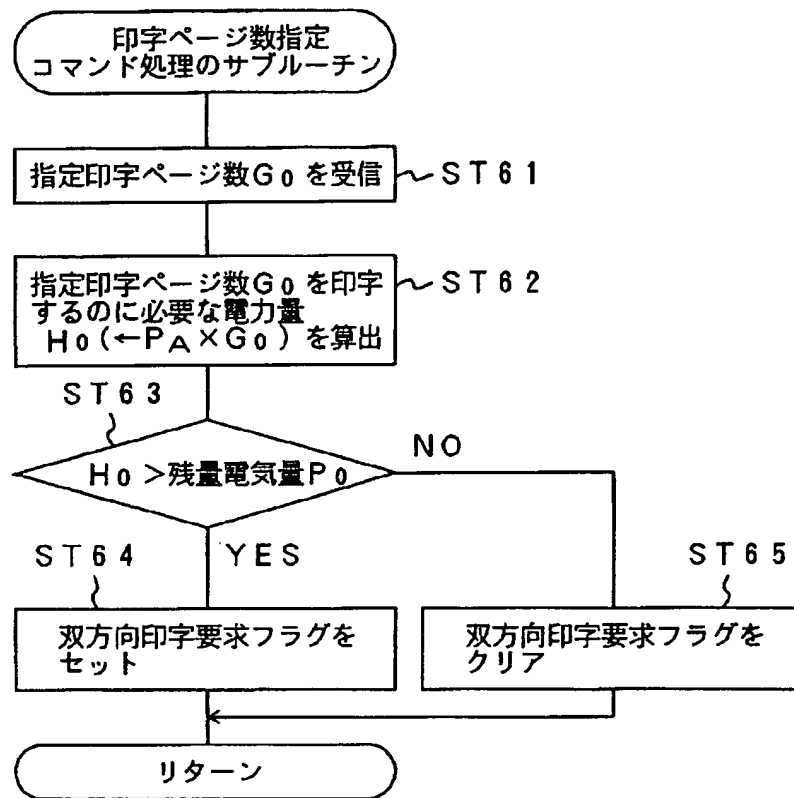 印字ページ数指定
コマンド処理のサブルーチン
指定印字ページ数G0を受信
ST61
指定印字ページ数G0を印字
するのに必要な電力量
H0(←PA×G0)を算出
ST62
ST63
H0>残量電気量P0
NO
YES
ST64
双方向印字要求フラグを
セット
ST65
双方向印字要求フラグを
クリア
リターン